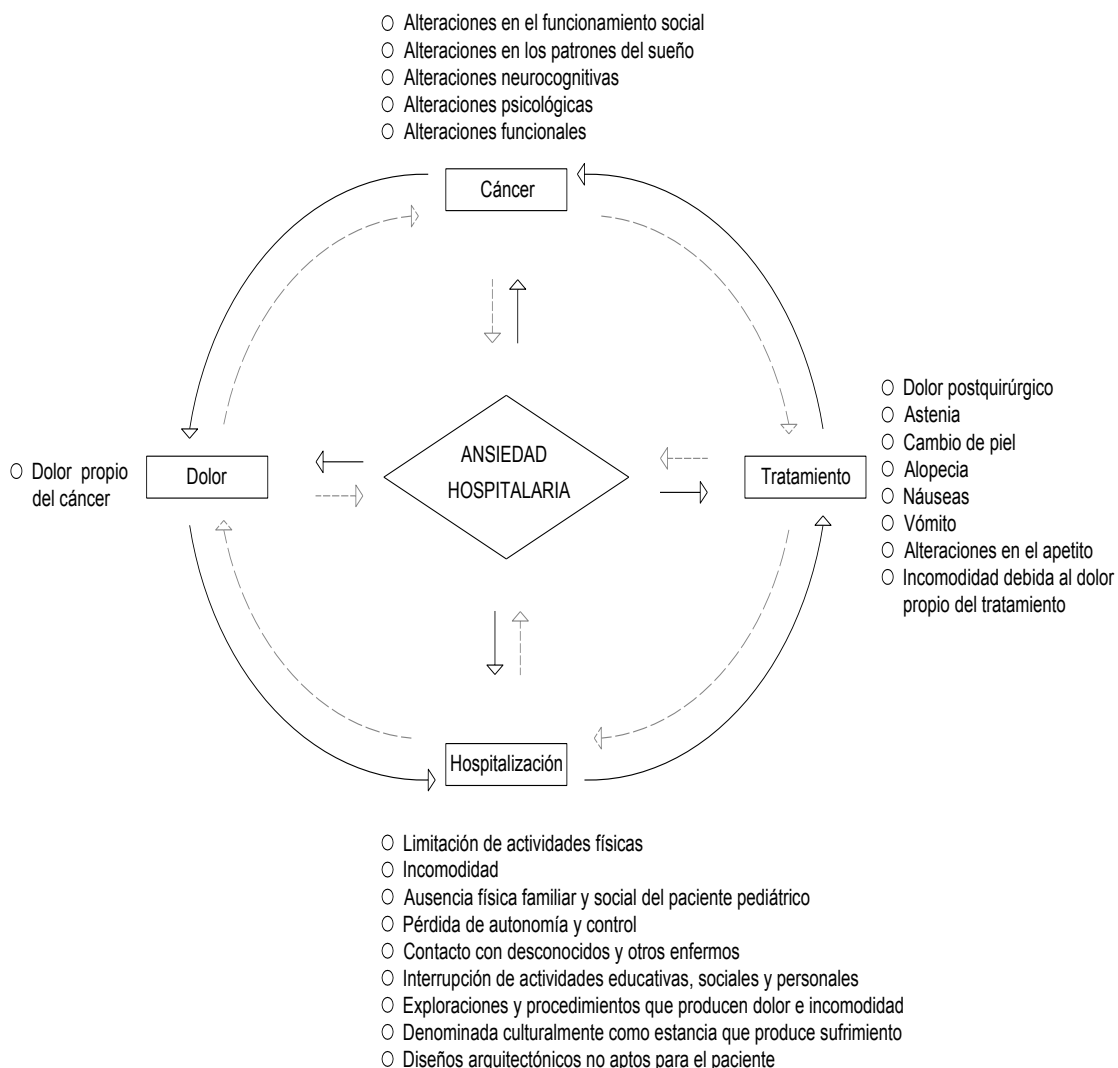 ○ Alteraciones en el funcionamiento social
○ Alteraciones en los patrones del sueño
○ Alteraciones neurocognitivas
○ Alteraciones psicológicas
○ Alteraciones funcionales
Cáncer
○ Dolor propio
del cáncer
Dolor
ANSIEDAD
HOSPITALARIA
Tratamiento
○ Dolor postquirúrgico
○ Astenia
○ Cambio de piel
○ Alopecia
○ Náuseas
○ Vómito
○ Alteraciones en el apetito
○ Incomodidad debida al dolor
propio del tratamiento
Hospitalización
○ Limitación de actividades físicas
○ Incomodidad
○ Ausencia física familiar y social del paciente pediátrico
○ Pérdida de autonomía y control
○ Contacto con desconocidos y otros enfermos
○ Interrupción de actividades educativas, sociales y personales
○ Exploraciones y procedimientos que producen dolor e incomodidad
○ Denominada culturalmente como estancia que produce sufrimiento
○ Diseños arquitectónicos no aptos para el paciente